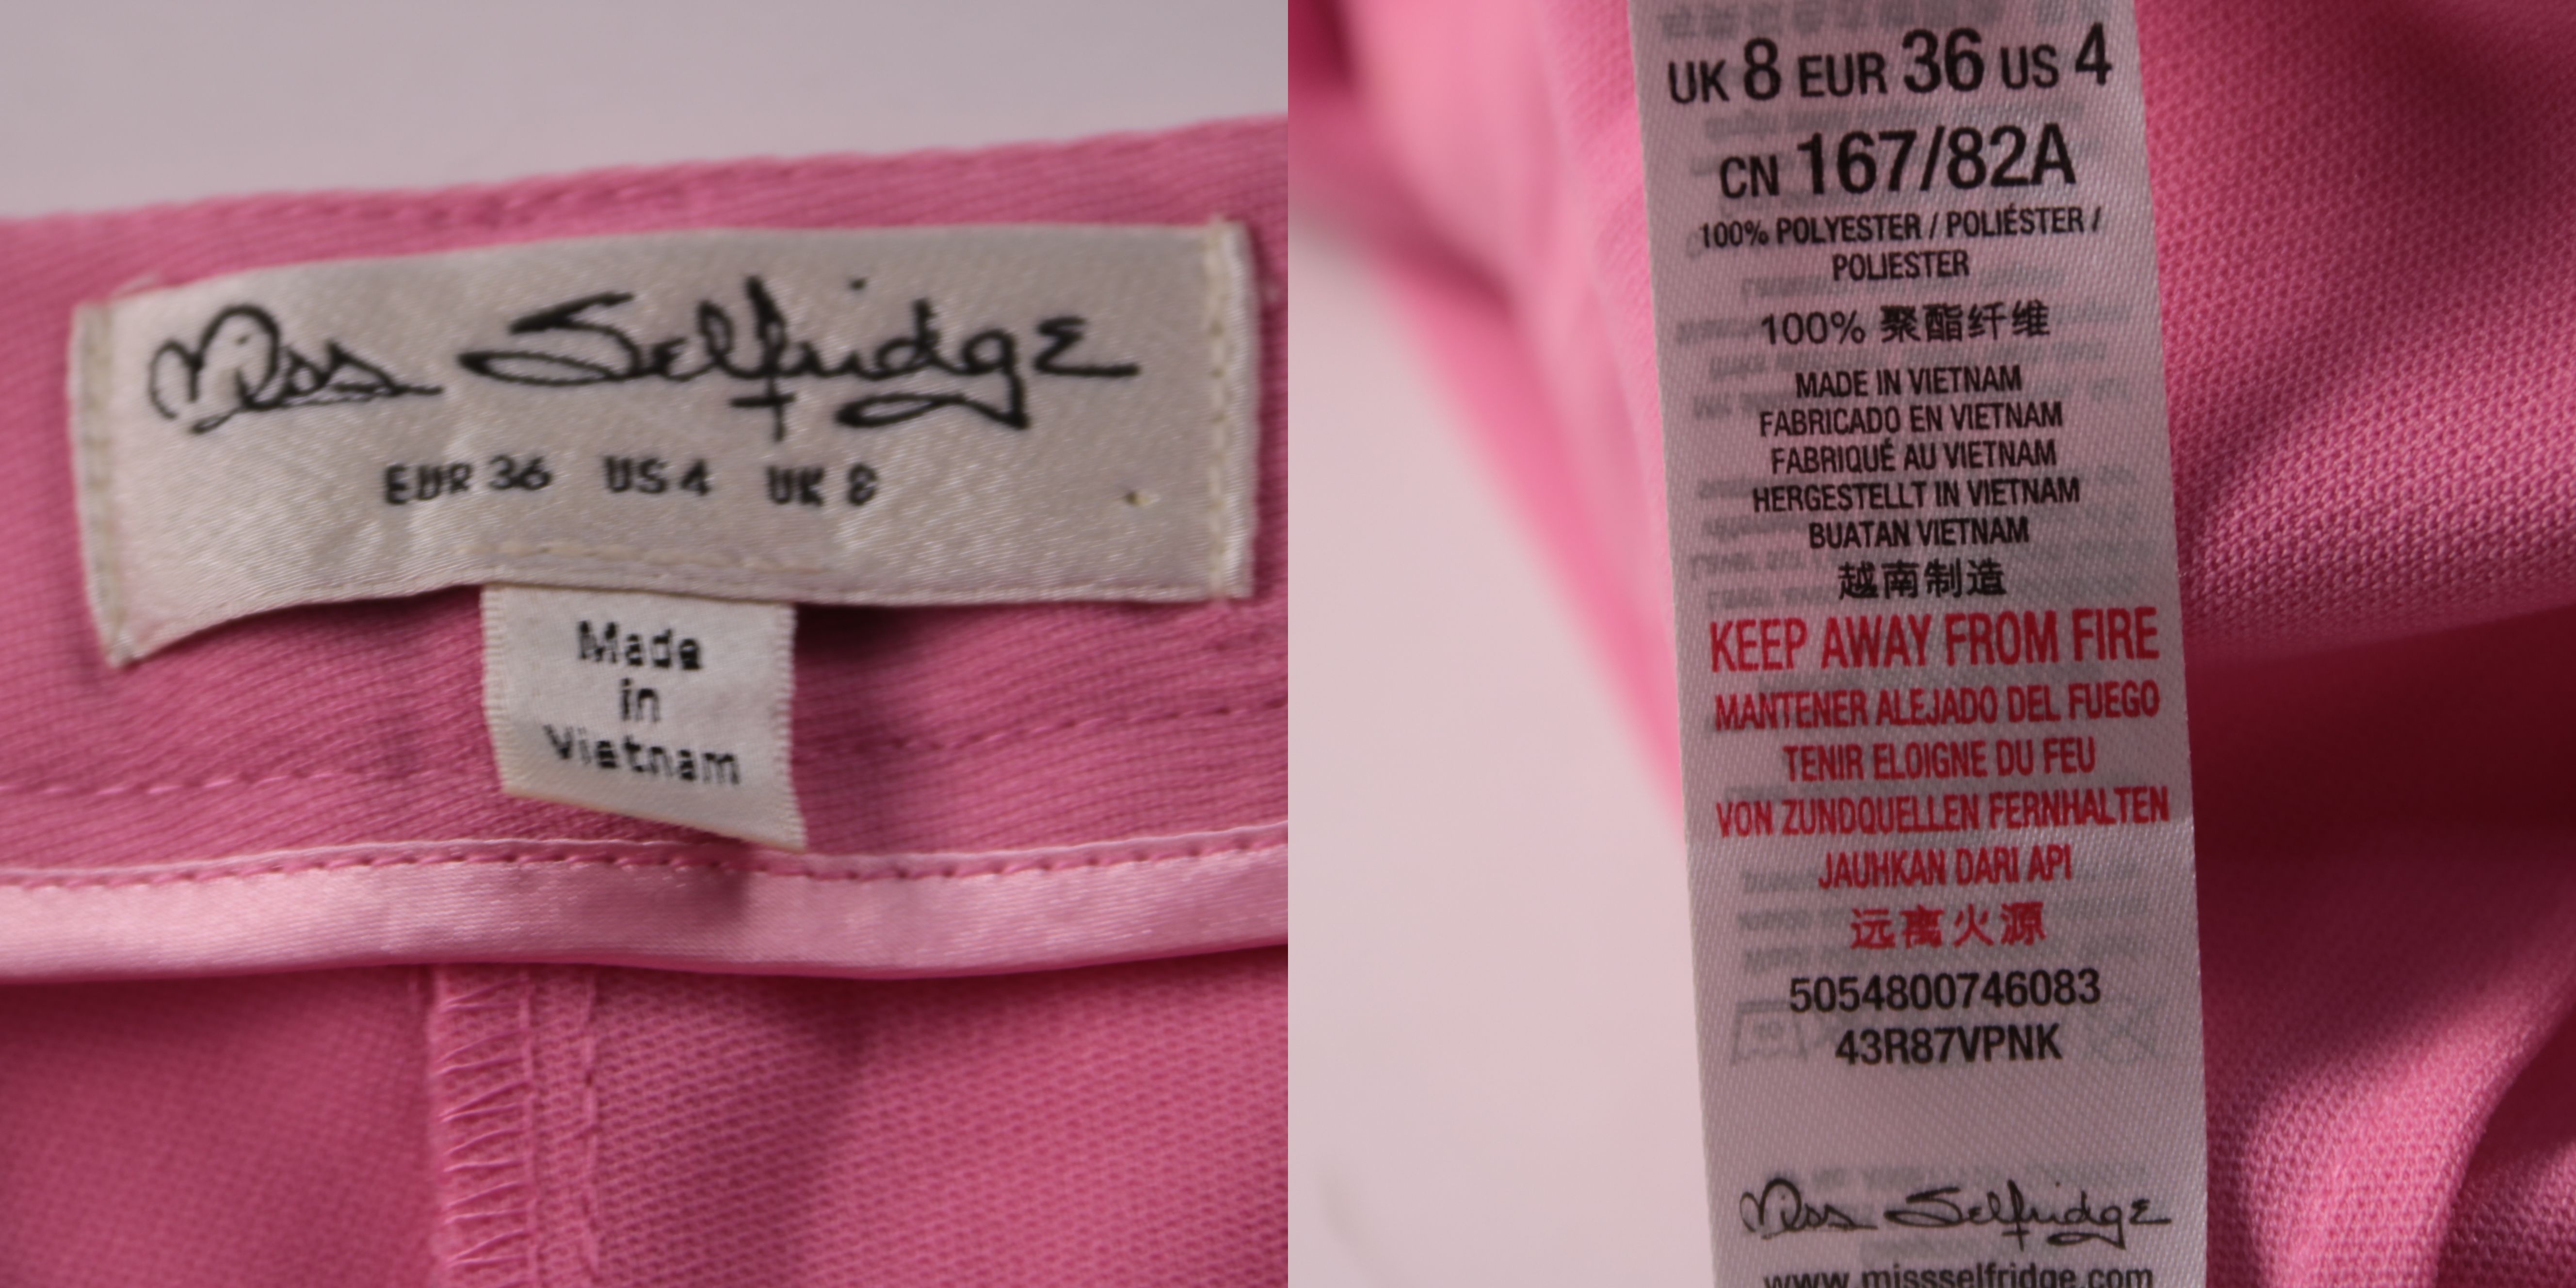 Miss Selfridge
EUR 36 US 4 UK 8
Made
in
Vietnam
UK 8 EUR 36 US 4
CN 167/82A
100% POLYESTER / POLIÉSTER /
POLIESTER
100% 聚酯纤维
MADE IN VIETNAM
FABRICADO EN VIETNAM
FABRIQUÉ AU VIETNAM
HERGESTELLT IN VIETNAM
BUATAN VIETNAM
越南制造
KEEP AWAY FROM FIRE
MANTENER ALEJADO DEL FUEGO
TENIR ELOIGNE DU FEU
VON ZUNDQUELLEN FERNHALTEN
JAUHKAN DARI API
远离火源
5054800746083
43R87VPNK
Miss Selfridge
www.missselfridge.com